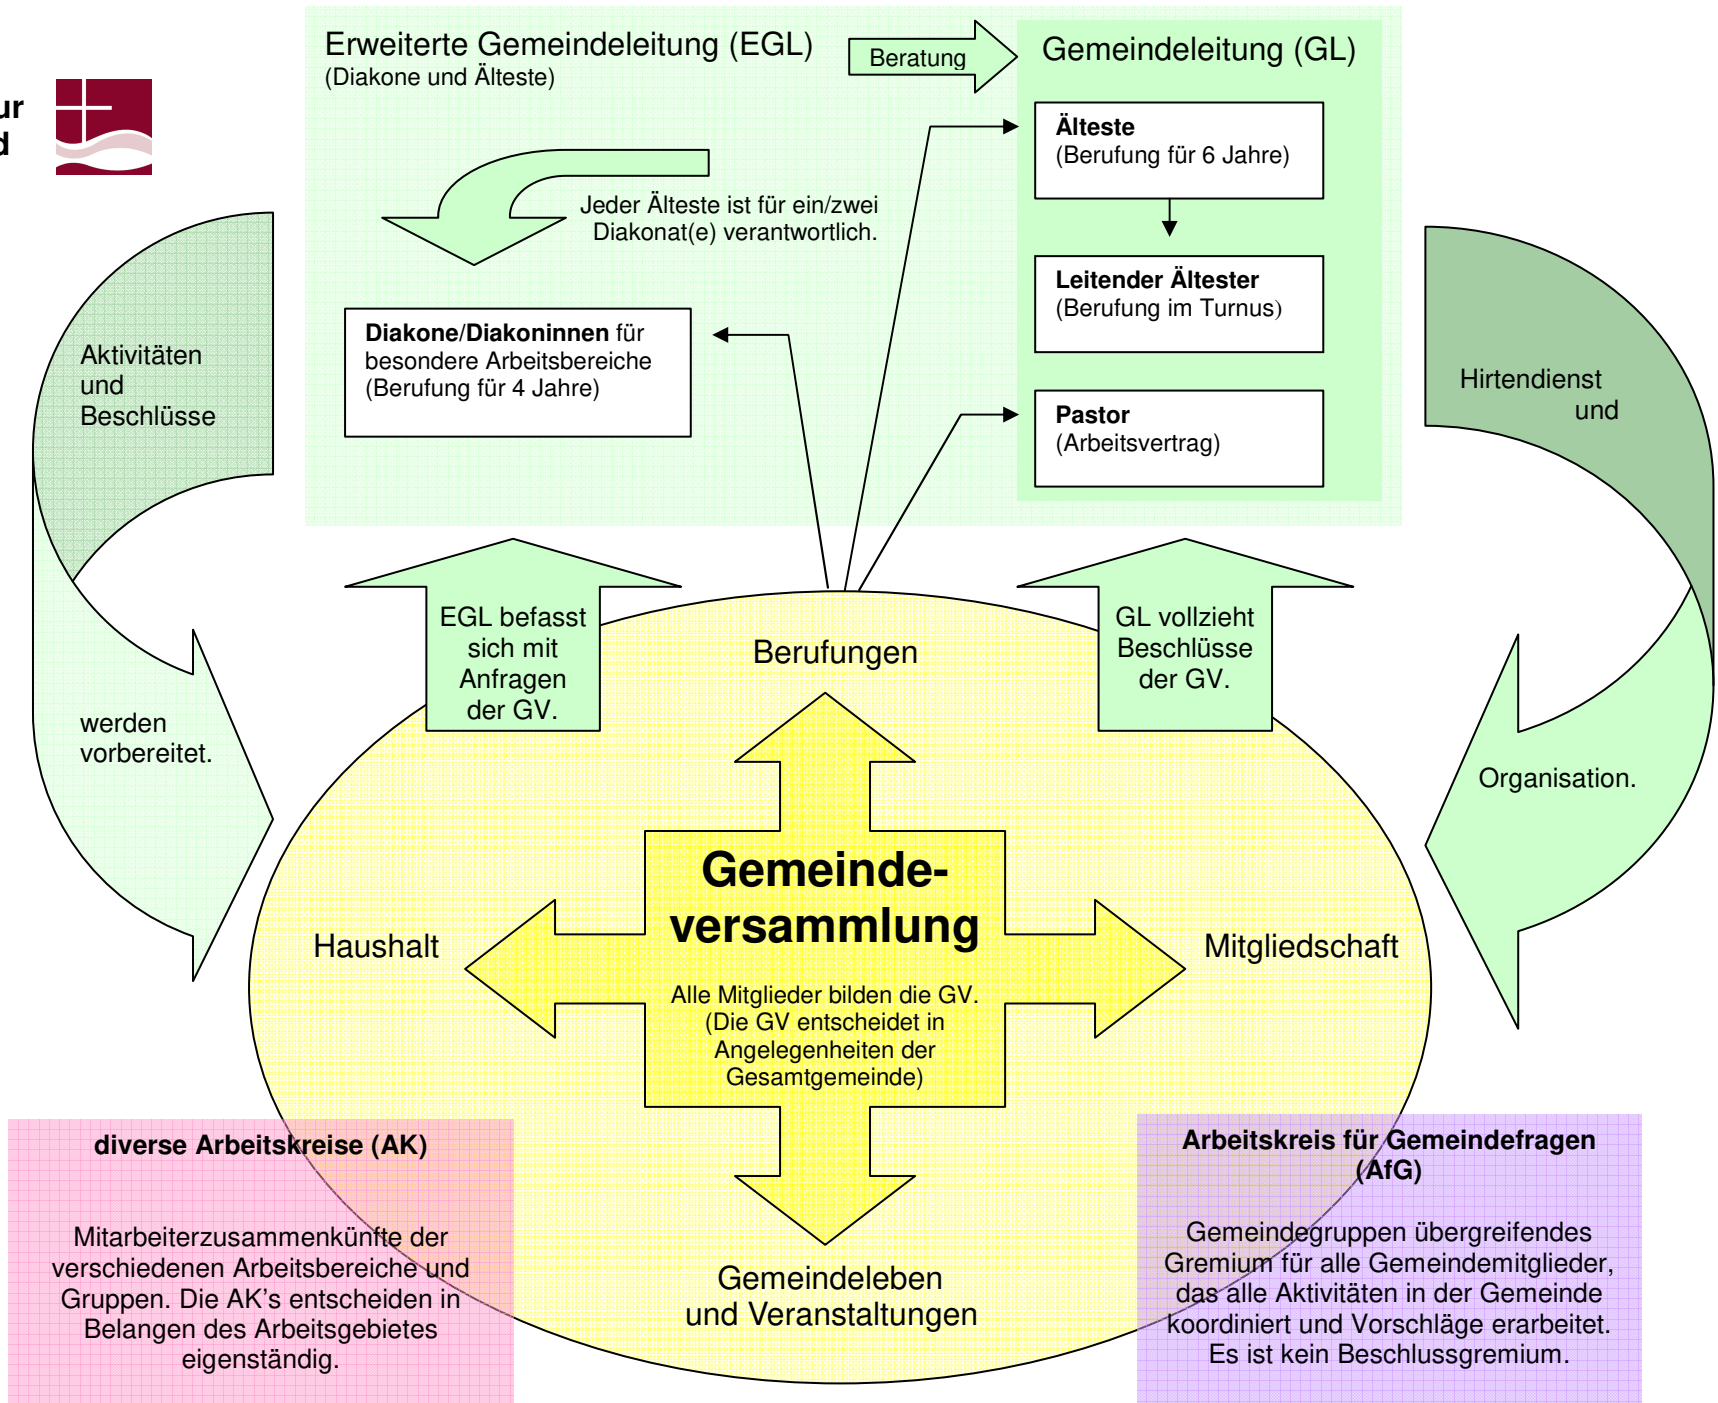 ur
d
Erweiterte Gemeindeleitung (EGL)
(Diakone und Älteste)
Beratung
Gemeindeleitung (GL)
Älteste
(Berufung für 6 Jahre)
Jeder Älteste ist für ein/zwei
Diakonat(e) verantwortlich.
Leitender Ältester
(Berufung im Turnus)
Diakone/Diakoninnen für
besondere Arbeitsbereiche
(Berufung für 4 Jahre)
Pastor
(Arbeitsvertrag)
Aktivitäten
und
Beschlüsse
werden
vorbereitet.
Hirtendienst
und
Organisation.
EGL befasst
sich mit
Anfragen
der GV.
GL vollzieht
Beschlüsse
der GV.
Berufungen
Haushalt
Gemeinde-
versammlung
Alle Mitglieder bilden die GV.
(Die GV entscheidet in
Angelegenheiten der
Gesamtgemeinde)
Mitgliedschaft
Gemeindeleben
und Veranstaltungen
diverse Arbeitskreise (AK)
Mitarbeiterzusammenkünfte der
verschiedenen Arbeitsbereiche und
Gruppen. Die AK’s entscheiden in
Belangen des Arbeitsgebietes
eigenständig.
Arbeitskreis für Gemeindefragen
(AfG)
Gemeindegruppen übergreifendes
Gremium für alle Gemeindemitglieder,
das alle Aktivitäten in der Gemeinde
koordiniert und Vorschläge erarbeitet.
Es ist kein Beschlussgremium.